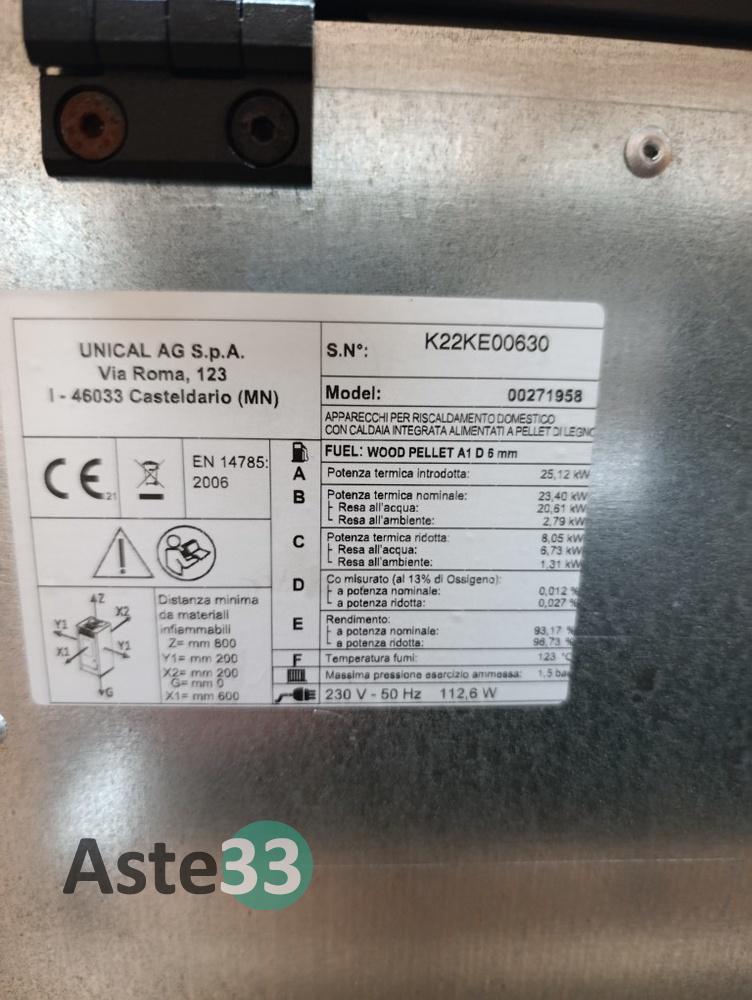 UNICAL AG S.p.A.
Via Roma, 123
I - 46033 Casteldario (MN)
S.N°: K22KE00630
Model: 00271958
APPARECCHI PER RISCALDAMENTO DOMESTICO
CON CALDAIA INTEGRATA ALIMENTATI A PELLET DI LEGNO
CE 21
EN 14785:
2006
FUEL: WOOD PELLET A1 D 6 mm
A Potenza termica introdotta: 25,12 kW
B Potenza termica nominale: 23,40 kW
Resa all'acqua: 20,61 kW
Resa all'ambiente: 2,79 kW
C Potenza termica ridotta: 8,05 kW
Resa all'acqua: 6,73 kW
Resa all'ambiente: 1,31 kW
D Co misurato (al 13% di Ossigeno):
a potenza nominale: 0,012 %
a potenza ridotta: 0,027 %
E Rendimento:
a potenza nominale: 93,17 %
a potenza ridotta: 96,73 %
F Temperatura fumi: 123 °C
Massima pressione esercizio ammessa: 1,5 bar
230 V - 50 Hz 112,6 W
Z
X2
Y1
X1
Y1
G
Distanza minima
da materiali
infiammabili
Z= mm 800
Y1= mm 200
X2= mm 200
G= mm 0
X1= mm 600
Aste33